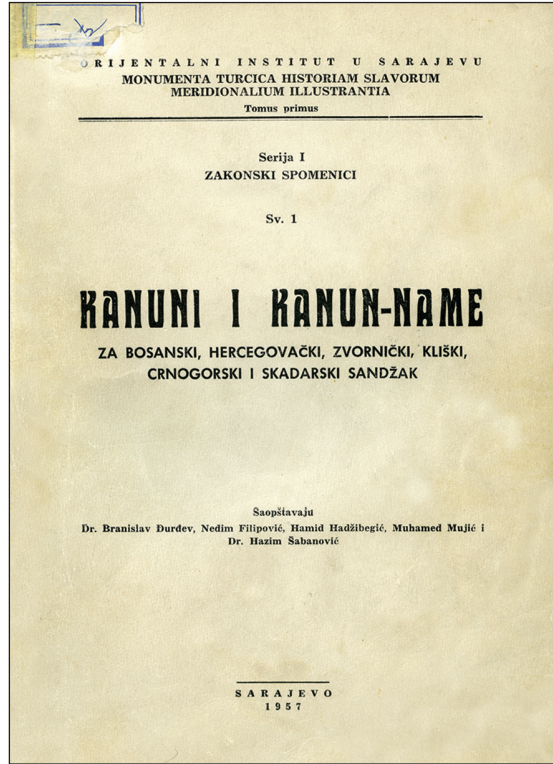 ORIJENTALNI INSTITUT U SARAJEVU
MONUMENTA TURCICA HISTORIAM SLAVORUM
MERIDIONALIUM ILLUSTRANTIA
Tomus primus
Serija I
ZAKONSKI SPOMENICI
Sv. 1
KANUNI I KANUN-NAME
ZA BOSANSKI, HERCEGOVAČKI, ZVORNIČKI, KLIŠKI,
CRNOGORSKI I SKADARSKI SANDŽAK
Saopštavaju
Dr. Branislav Đurđev, Nedim Filipović, Hamid Hadžibegić, Muhamed Mujić i
Dr. Hazim Šabanović
SARAJEVO
1957